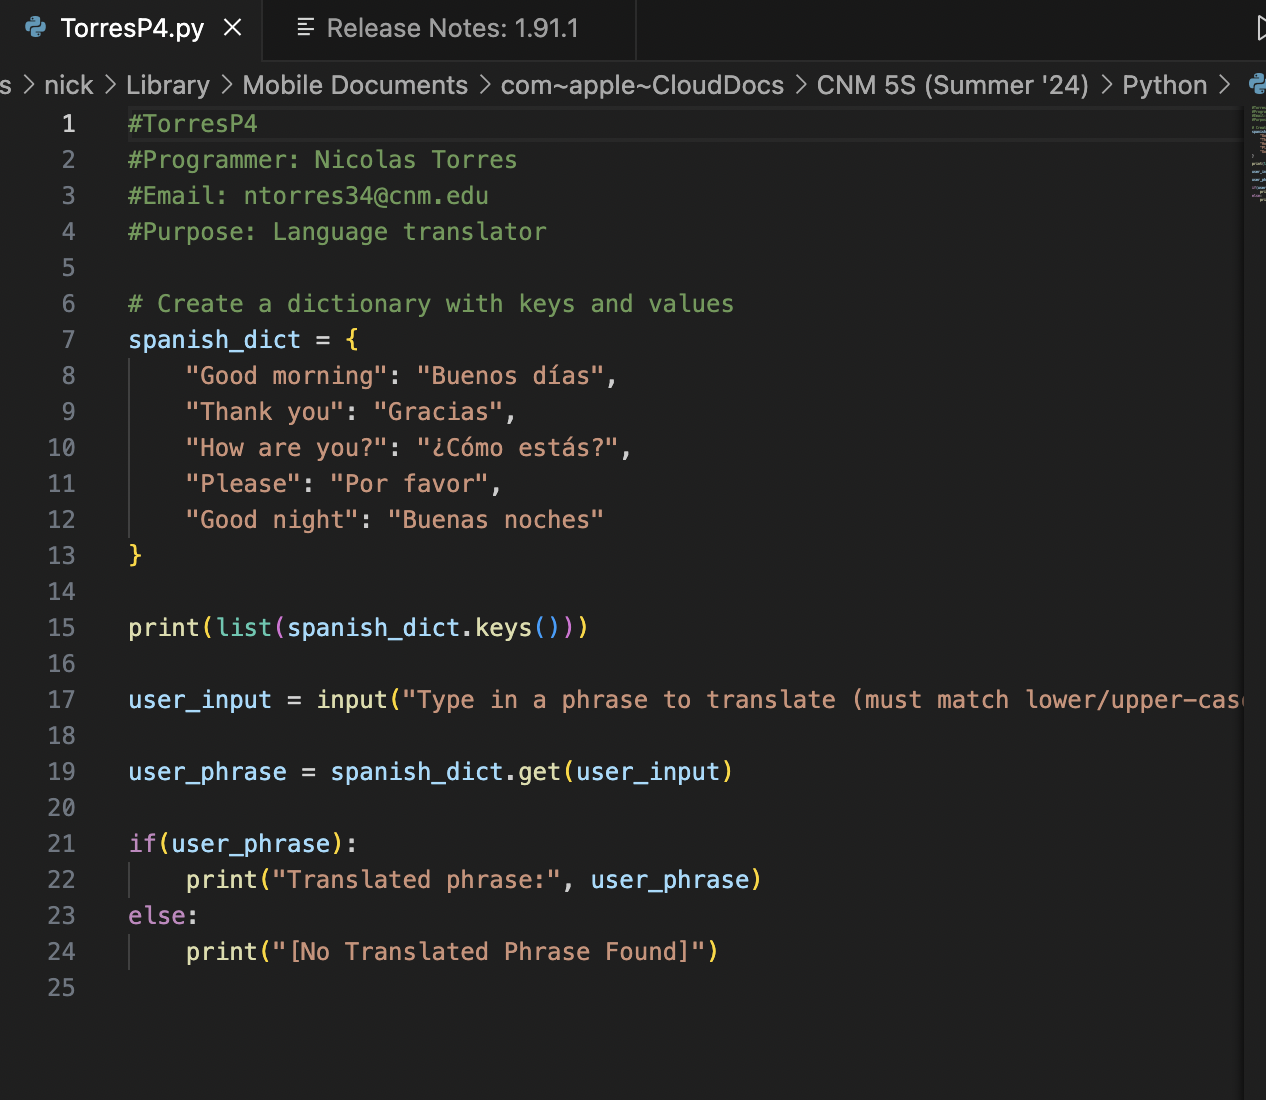 TorresP4.py
Release Notes: 1.91.1
s > nick > Library > Mobile Documents > com~apple~CloudDocs > CNM 5S (Summer '24) > Python >
1 #TorresP4
2 #Programmer: Nicolas Torres
3 #Email: ntorres34@cnm.edu
4 #Purpose: Language translator
5
6 # Create a dictionary with keys and values
7 spanish_dict = {
8     "Good morning": "Buenos días",
9     "Thank you": "Gracias",
10     "How are you?": "¿Cómo estás?",
11     "Please": "Por favor",
12     "Good night": "Buenas noches"
13 }
14
15 print(list(spanish_dict.keys()))
16
17 user_input = input("Type in a phrase to translate (must match lower/upper-cas
18
19 user_phrase = spanish_dict.get(user_input)
20
21 if(user_phrase):
22     print("Translated phrase:", user_phrase)
23 else:
24     print("[No Translated Phrase Found]")
25